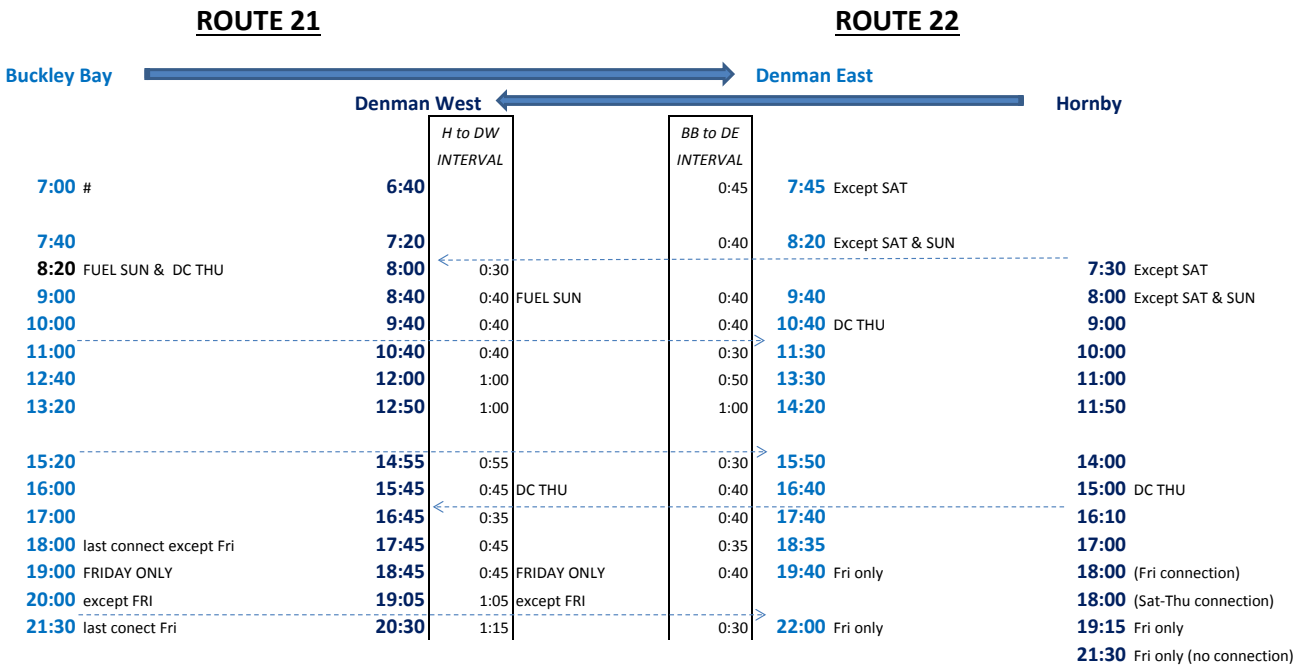 ROUTE 21 ROUTE 22
Buckley Bay Denman East
Denman West Hornby
H to DW BB to DE
INTERVAL INTERVAL
7:00 # 6:40 0:45 7:45 Except SAT
7:40 7:20 0:40 8:20 Except SAT & SUN
8:20 FUEL SUN & DC THU 8:00 0:30 7:30 Except SAT
9:00 8:40 0:40 FUEL SUN 0:40 9:40 8:00 Except SAT & SUN
10:00 9:40 0:40 0:40 10:40 DC THU 9:00
11:00 10:40 0:40 0:30 11:30 10:00
12:40 12:00 1:00 0:50 13:30 11:00
13:20 12:50 1:00 1:00 14:20 11:50
15:20 14:55 0:55 0:30 15:50 14:00
16:00 15:45 0:45 DC THU 0:40 16:40 15:00 DC THU
17:00 16:45 0:35 0:40 17:40 16:10
18:00 last connect except Fri 17:45 0:45 0:35 18:35 17:00
19:00 FRIDAY ONLY 18:45 0:45 FRIDAY ONLY 0:40 19:40 Fri only 18:00 (Fri connection)
20:00 except FRI 19:05 1:05 except FRI 18:00 (Sat-Thu connection)
21:30 last conect Fri 20:30 1:15 0:30 22:00 Fri only 19:15 Fri only
21:30 Fri only (no connection)